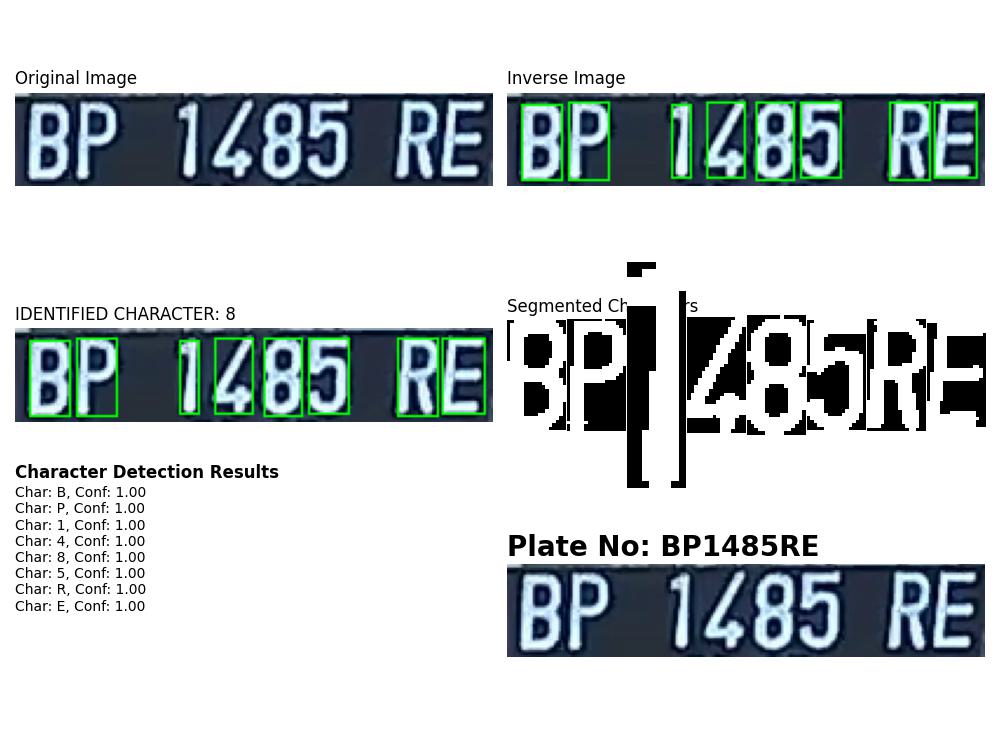 Original Image
BP 1485 RE
Inverse Image
BP 1485 RE
IDENTIFIED CHARACTER: 8
BP 1485 RE
BP1485RE
Character Detection Results
Char: B, Conf: 1.00
Char: P, Conf: 1.00
Char: 1, Conf: 1.00
Char: 4, Conf: 1.00
Char: 8, Conf: 1.00
Char: 5, Conf: 1.00
Char: R, Conf: 1.00
Char: E, Conf: 1.00
Plate No: BP1485RE
BP 1485 RE